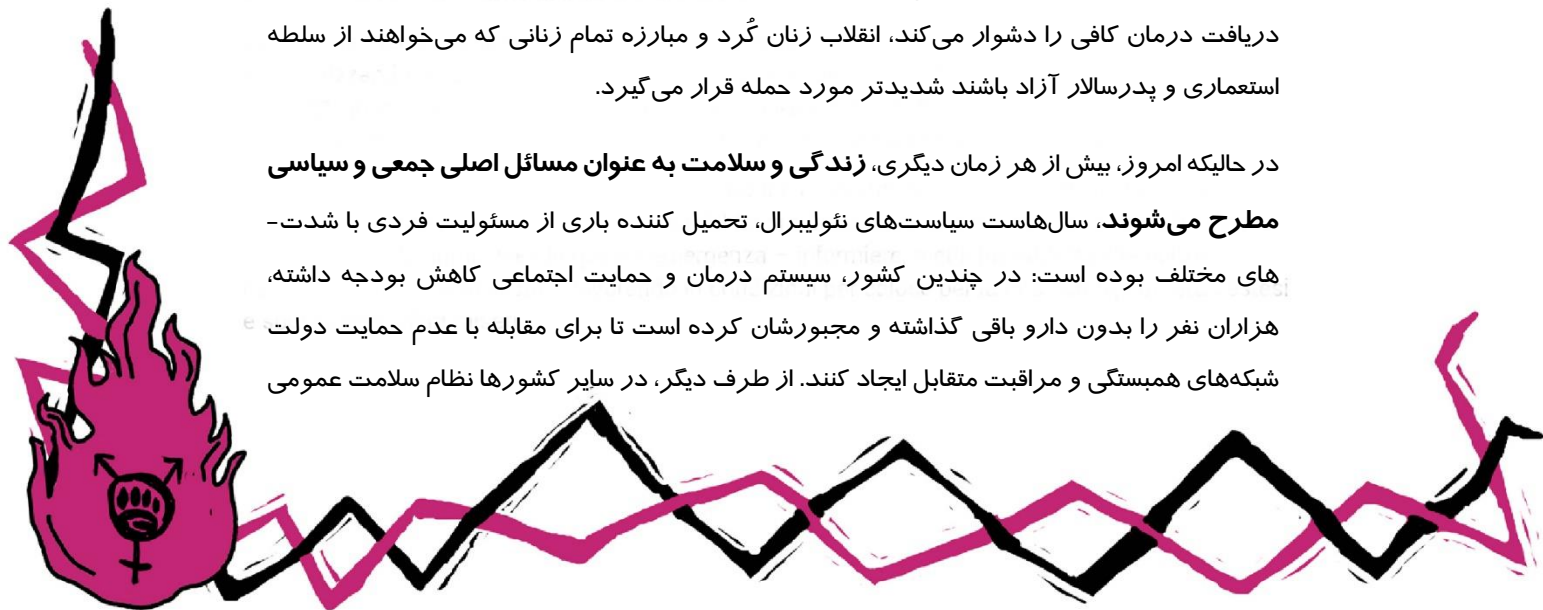 دریافت درمان کافی را دشوار می‌کند، انقلاب زنان کُرد و مبارزه تمام زنانی که می‌خواهند از سلطه
استعماری و پدرسالار آزاد باشند شدیدتر مورد حمله قرار می‌گیرد.
در حالیکه امروز، بیش از هر زمان دیگری، زندگی و سلامت به عنوان مسائل اصلی جمعی و سیاسی
مطرح می‌شوند، سال‌هاست سیاست‌های نئولیبرال، تحمیل کننده باری از مسئولیت فردی با شدت-
های مختلف بوده است: در چندین کشور، سیستم درمان و حمایت اجتماعی کاهش بودجه داشته،
هزاران نفر را بدون دارو باقی گذاشته و مجبورشان کرده است تا برای مقابله با عدم حمایت دولت
شبکه‌های همبستگی و مراقبت متقابل ایجاد کنند. از طرف دیگر، در سایر کشورها نظام سلامت عمومی